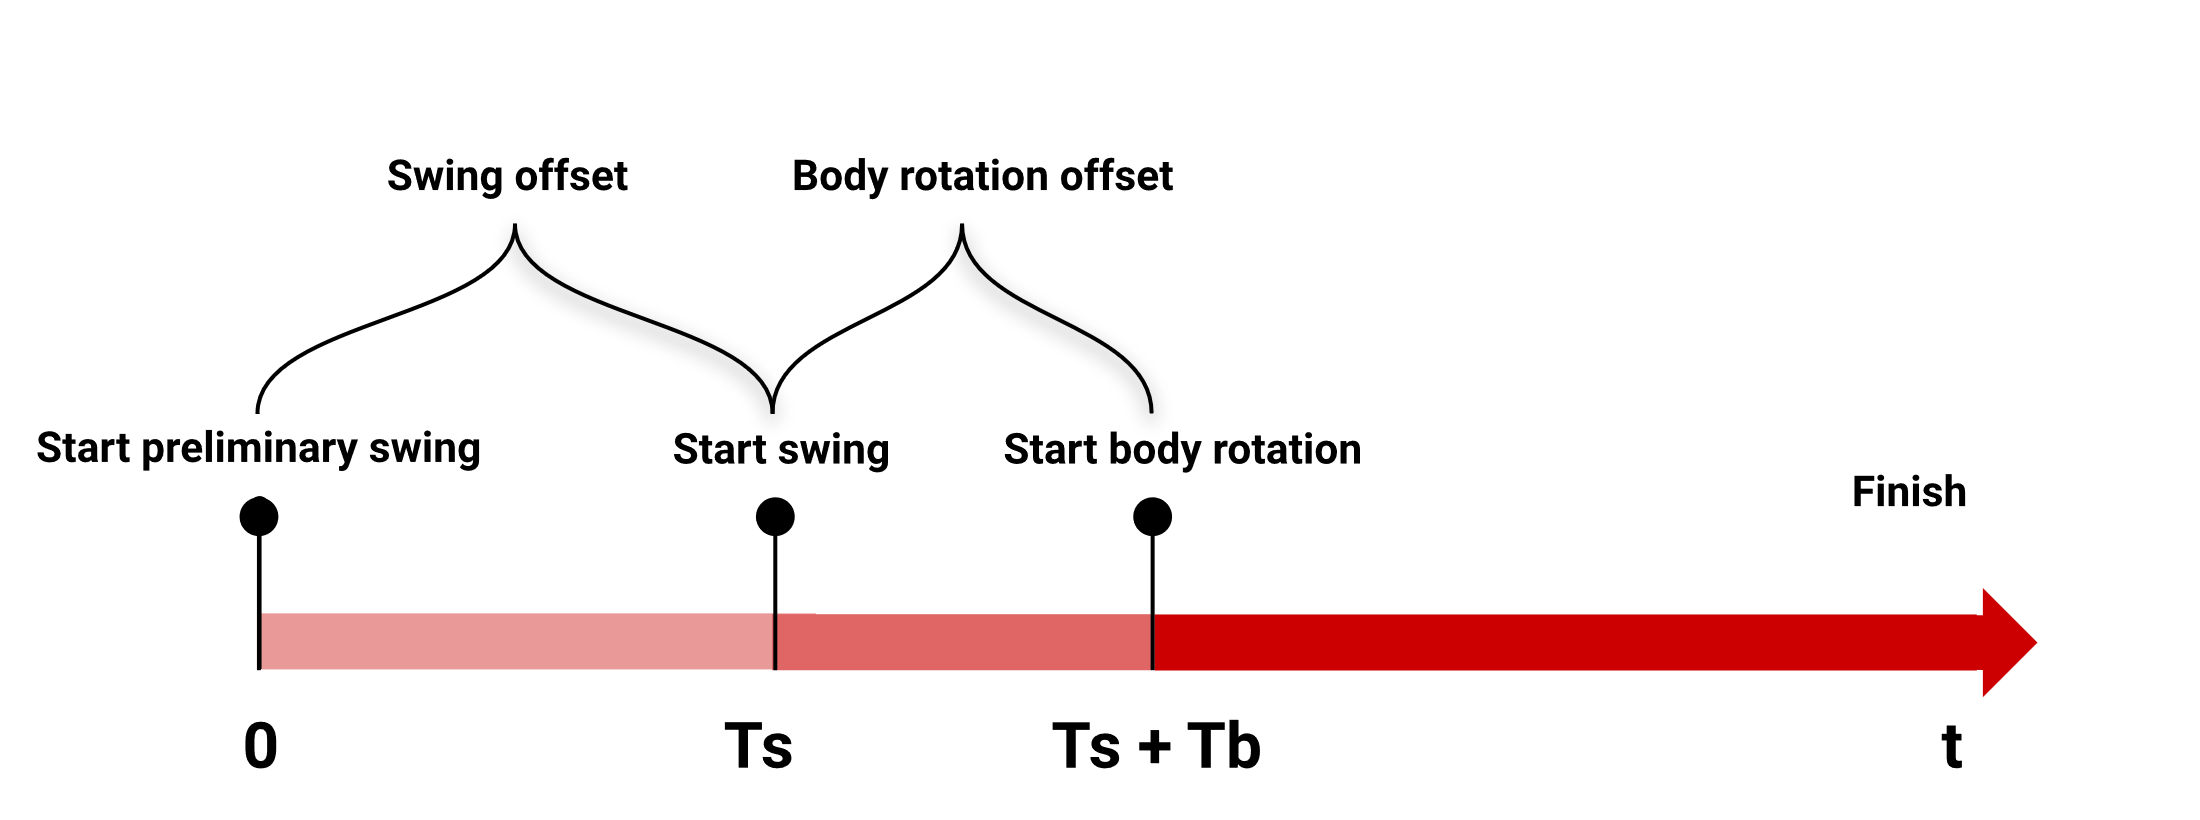 Swing offset
Body rotation offset
Start preliminary swing
Start swing
Start body rotation
Finish
0
Ts
Ts + Tb
t